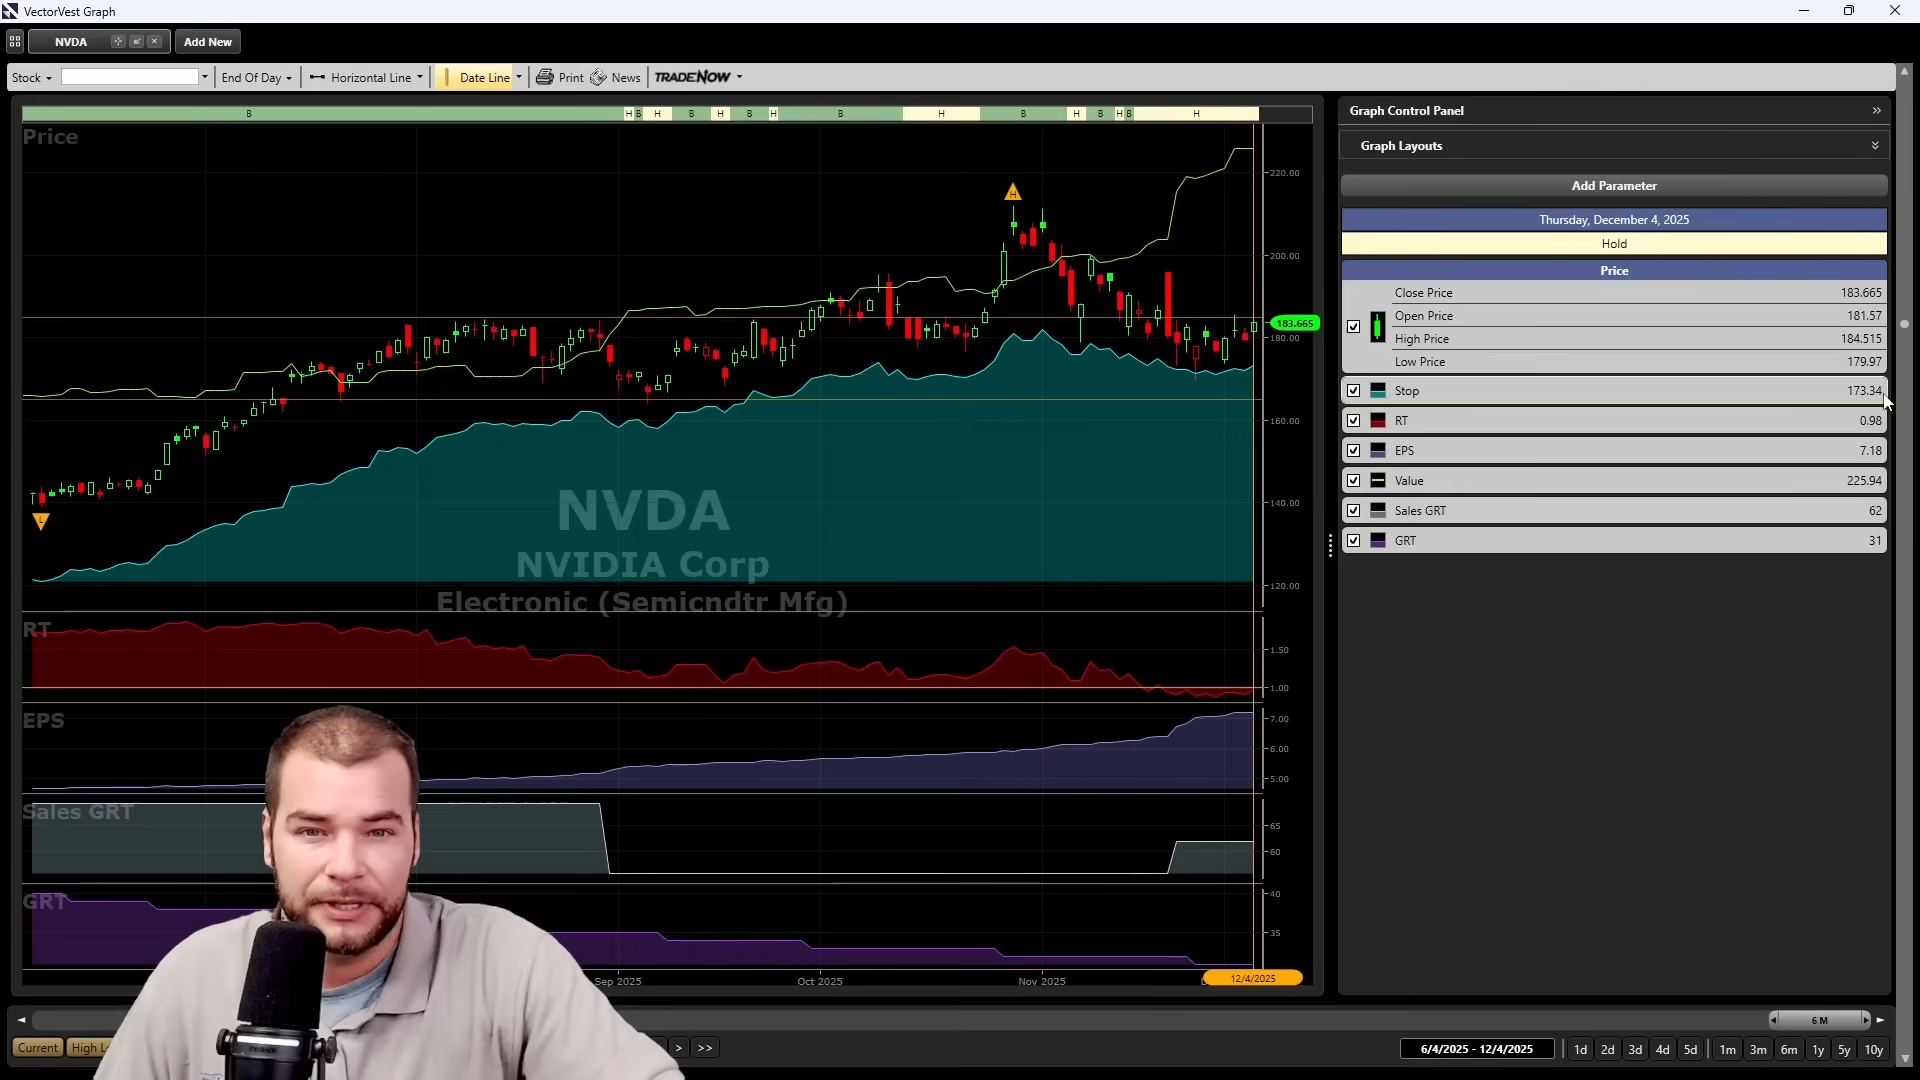 VectorVest Graph
NVDA
Add New
Stock
End Of Day
Horizontal Line
Date Line
Print
News
TRADENOW
B H B H B H B H B H B H B H B H
Price
220.00
200.00
183.665
180.00
160.00
140.00
120.00
H
L
NVDA
NVIDIA Corp
Electronic (Semicndtr Mfg)
RT
1.50
1.00
EPS
7.00
6.00
5.00
Sales GRT
65
60
GRT
40
35
Sep 2025
Oct 2025
Nov 2025
D
12/4/2025
6 M
Current
High L
>
>>
6/4/2025 - 12/4/2025
1d 2d 3d 4d 5d 1m 3m 6m 1y 5y 10y
Graph Control Panel
Graph Layouts
Add Parameter
Thursday, December 4, 2025
Hold
Price
Close Price 183.665
Open Price 181.57
High Price 184.515
Low Price 179.97
Stop 173.34
RT 0.98
EPS 7.18
Value 225.94
Sales GRT 62
GRT 31